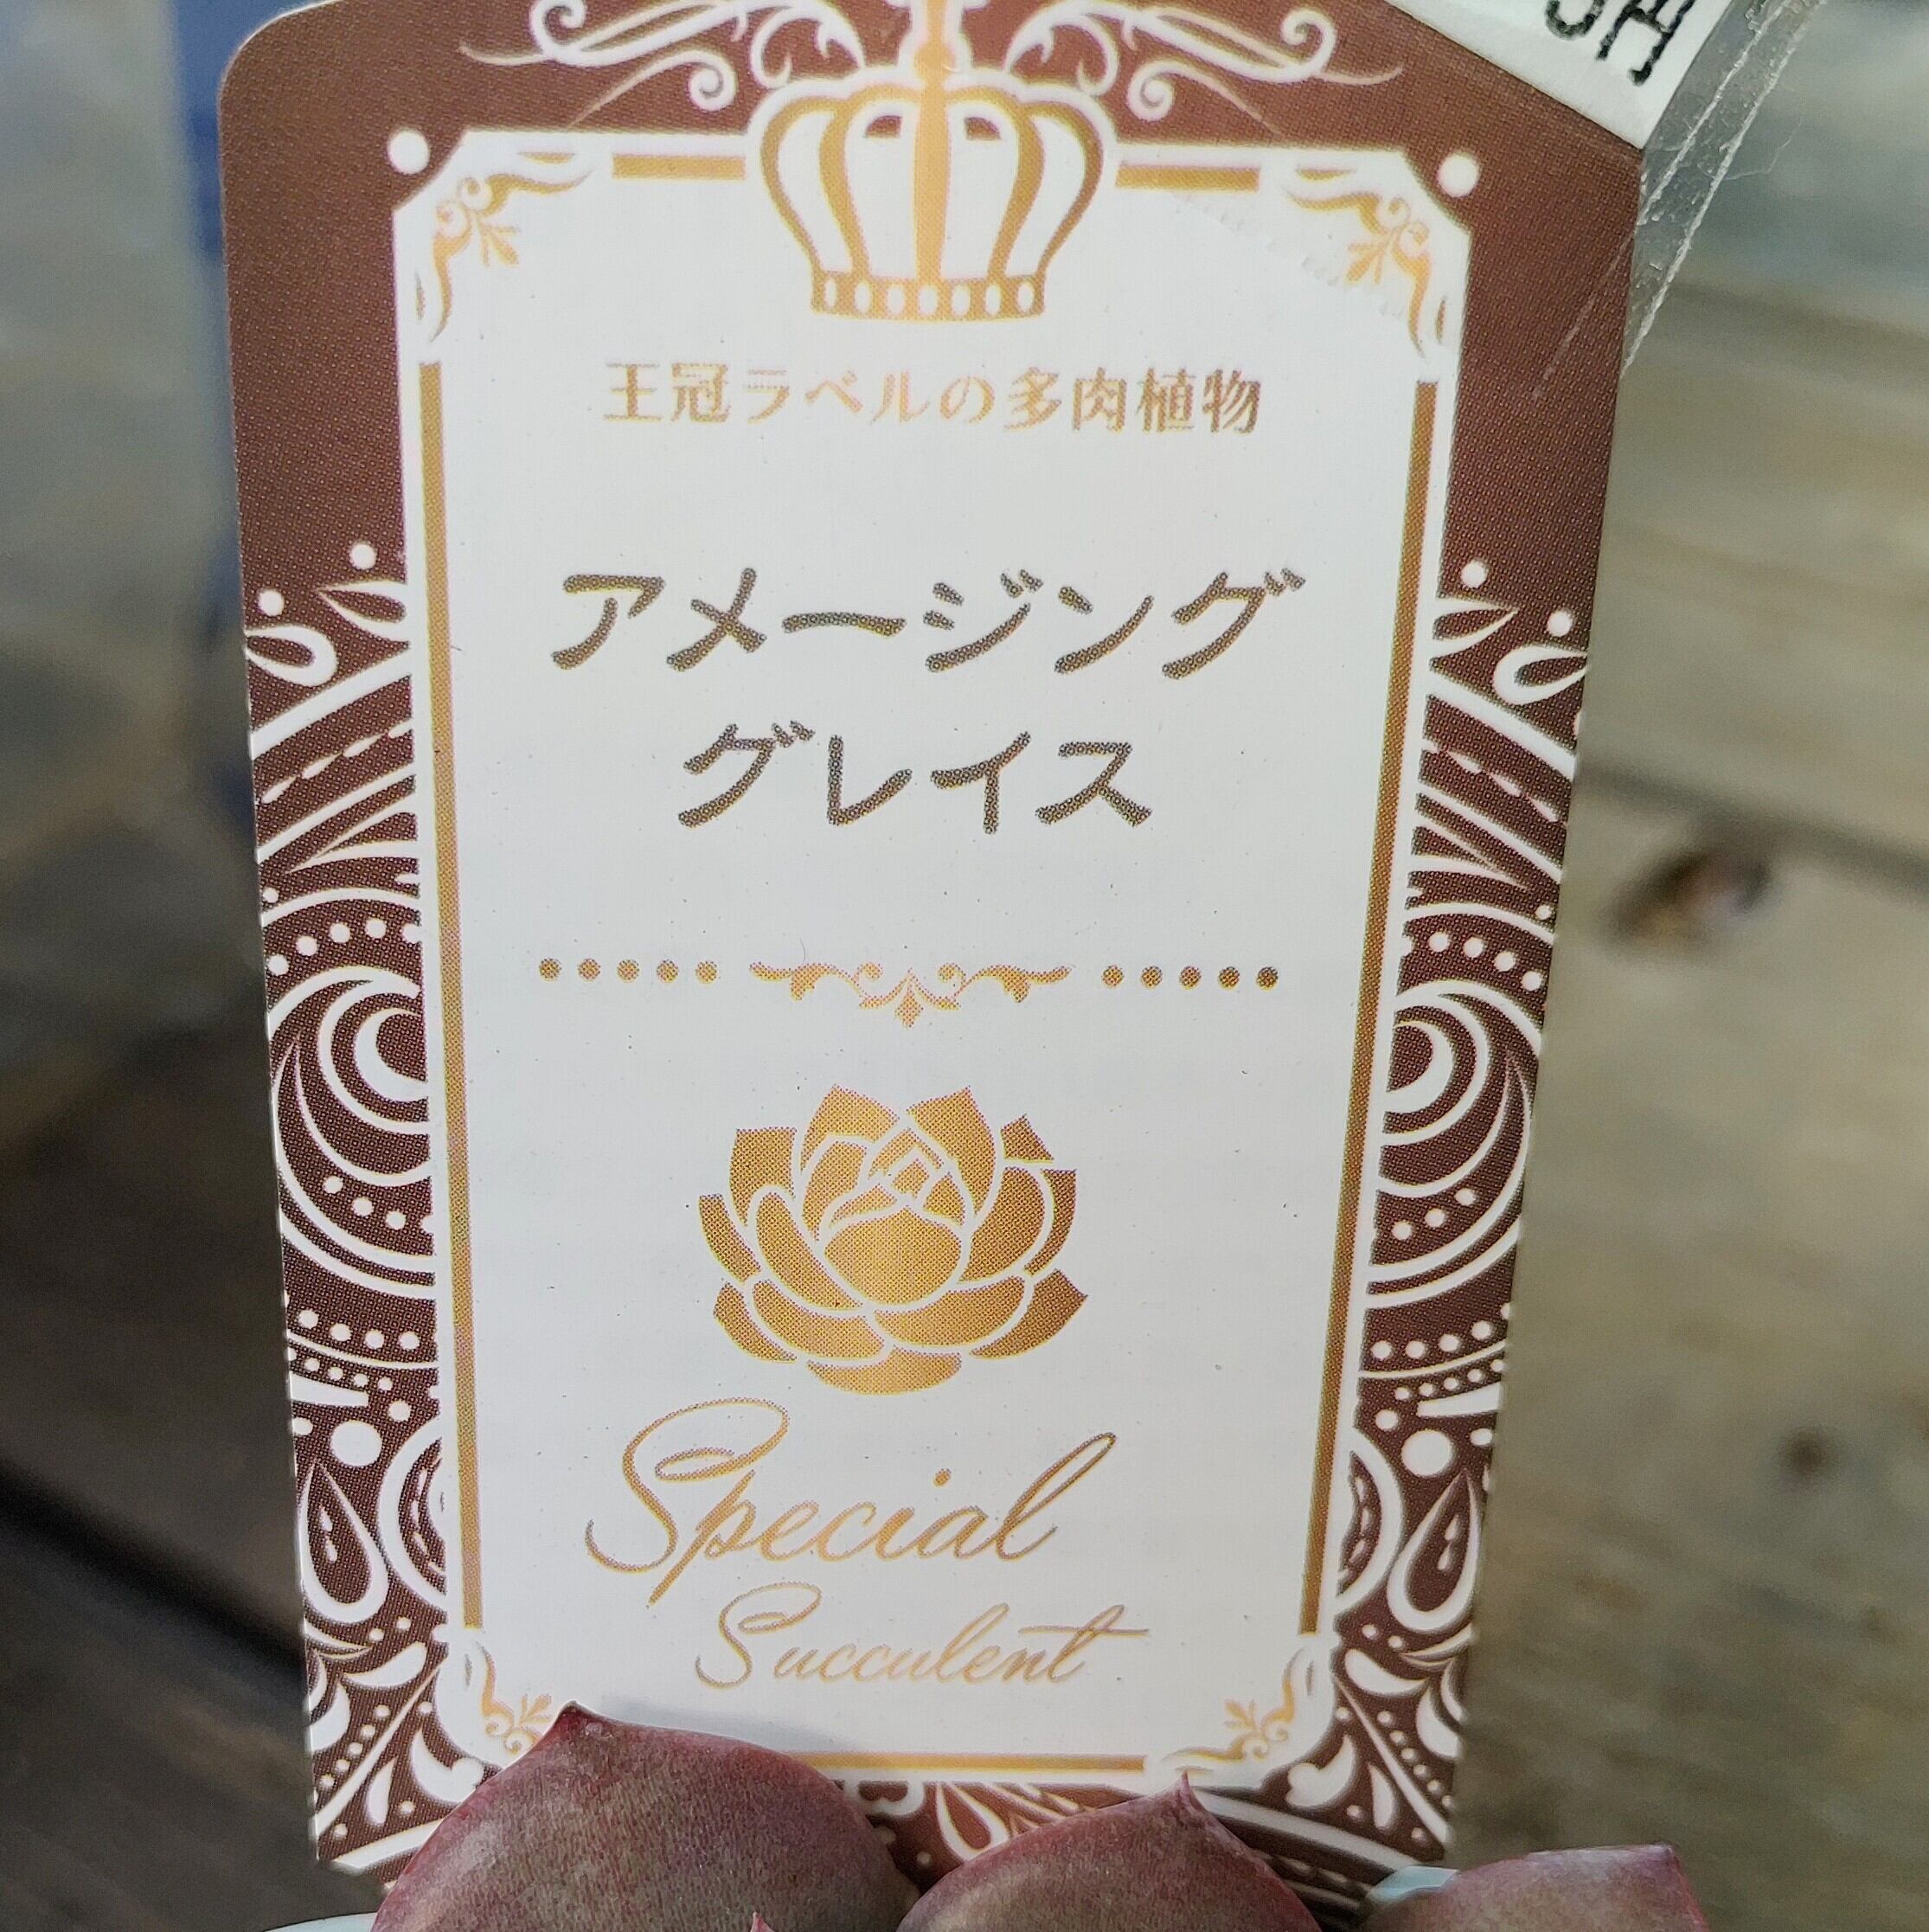 王冠ラベルの多肉植物
アメージング
グレイス
Special
Succulent